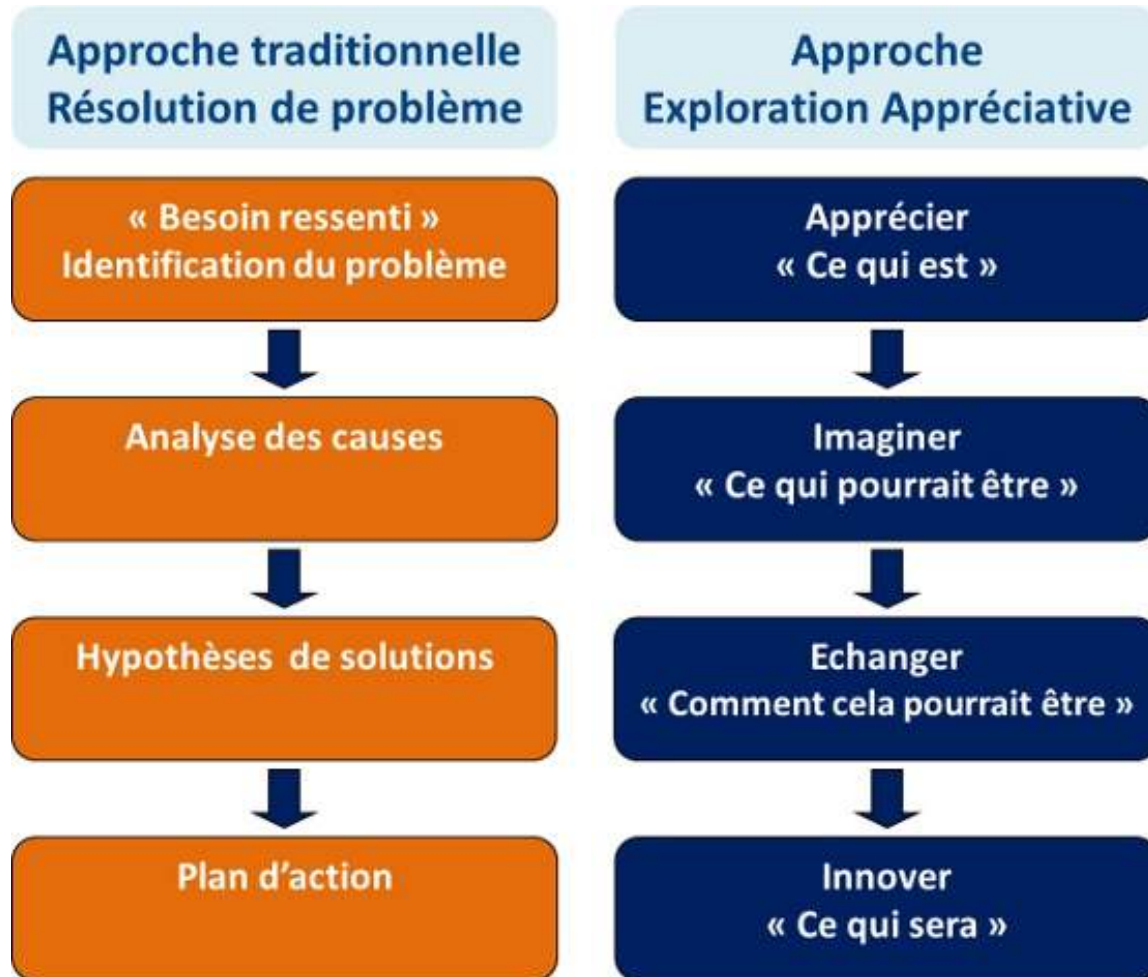 Approche traditionnelle
Résolution de problème
« Besoin ressenti »
Identification du problème
Analyse des causes
Hypothèses de solutions
Plan d’action
Approche
Exploration Appréciative
Apprécier
« Ce qui est »
Imaginer
« Ce qui pourrait être »
Echanger
« Comment cela pourrait être »
Innover
« Ce qui sera »